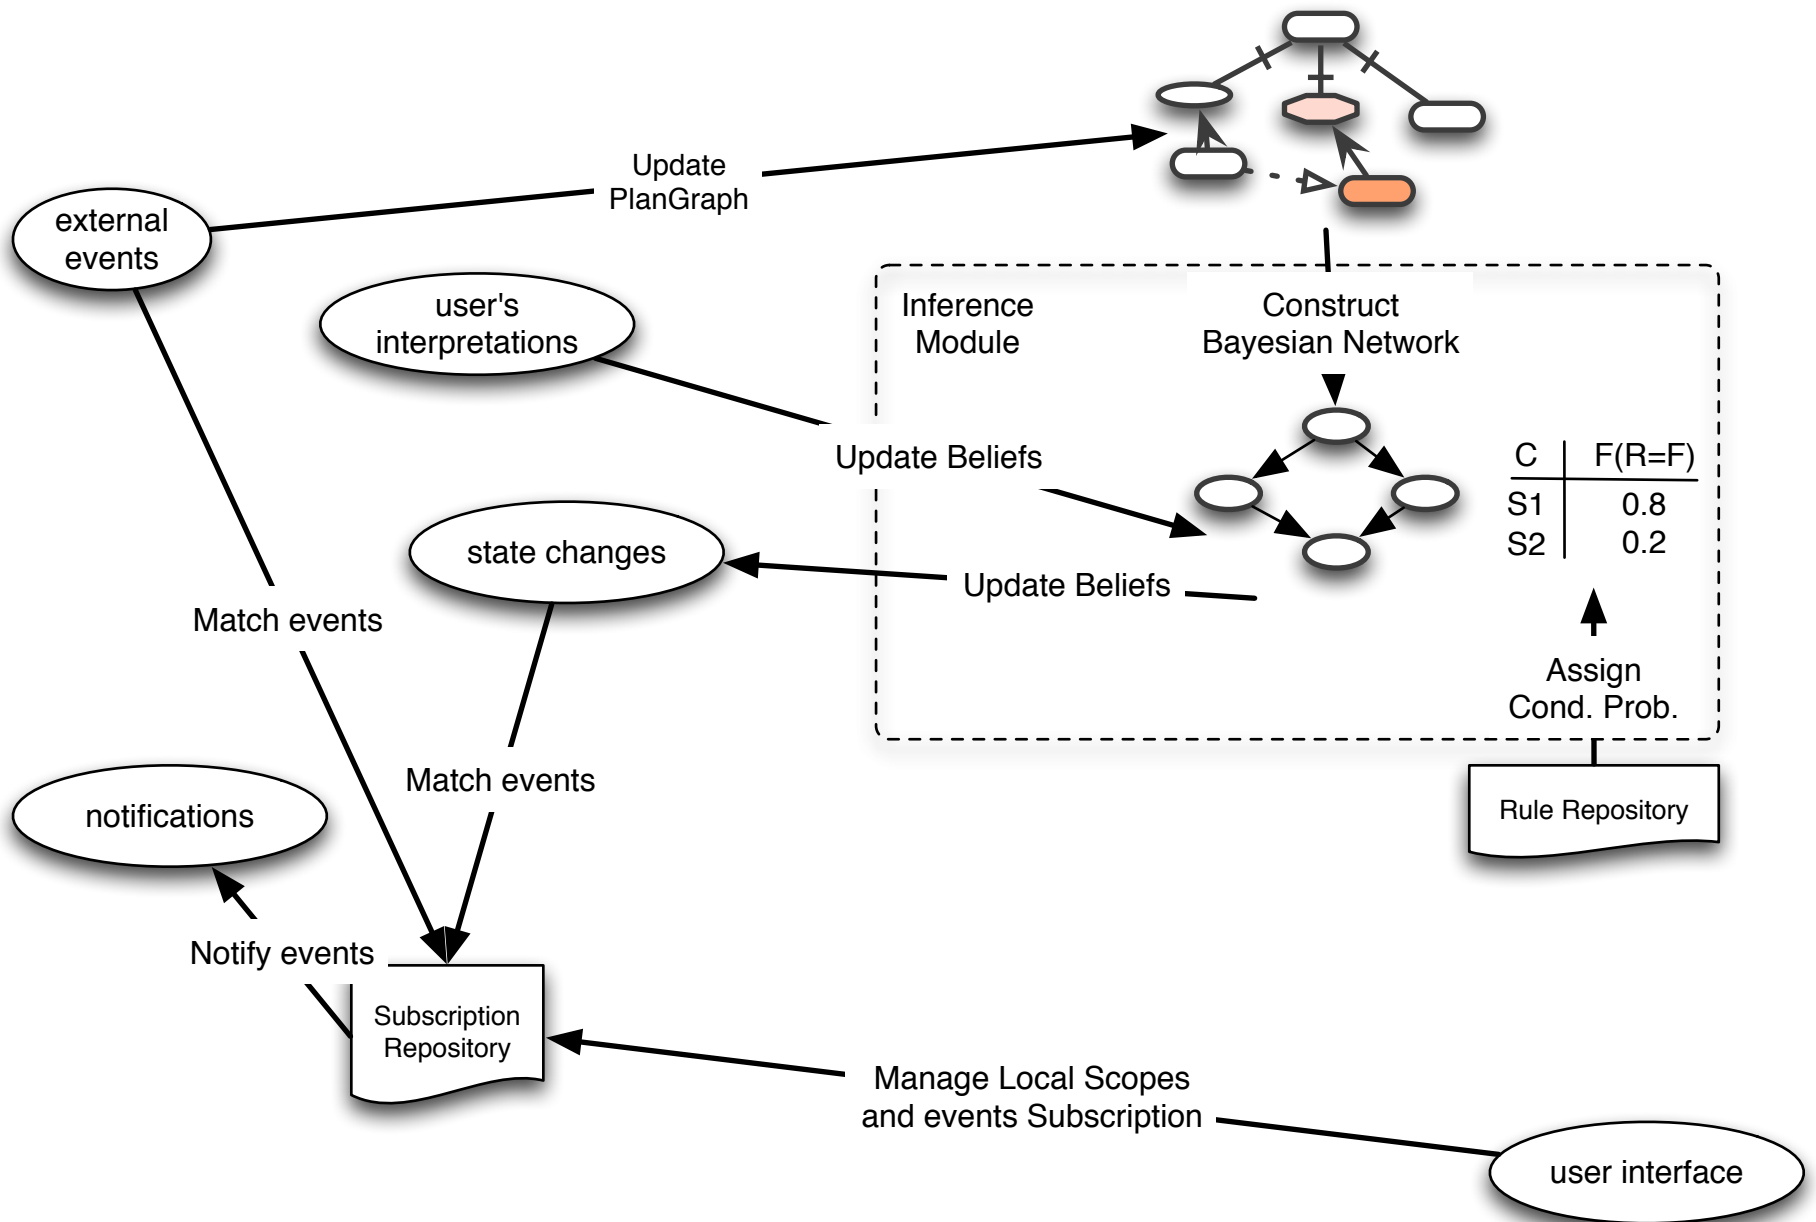 Update
PlanGraph
external
events
user's
interpretations
Inference
Module
Construct
Bayesian Network
Update Beliefs
C F(R=F)
S1 0.8
S2 0.2
state changes
Update Beliefs
Match events
Assign
Cond. Prob.
Match events
notifications
Rule Repository
Notify events
Subscription
Repository
Manage Local Scopes
and events Subscription
user interface